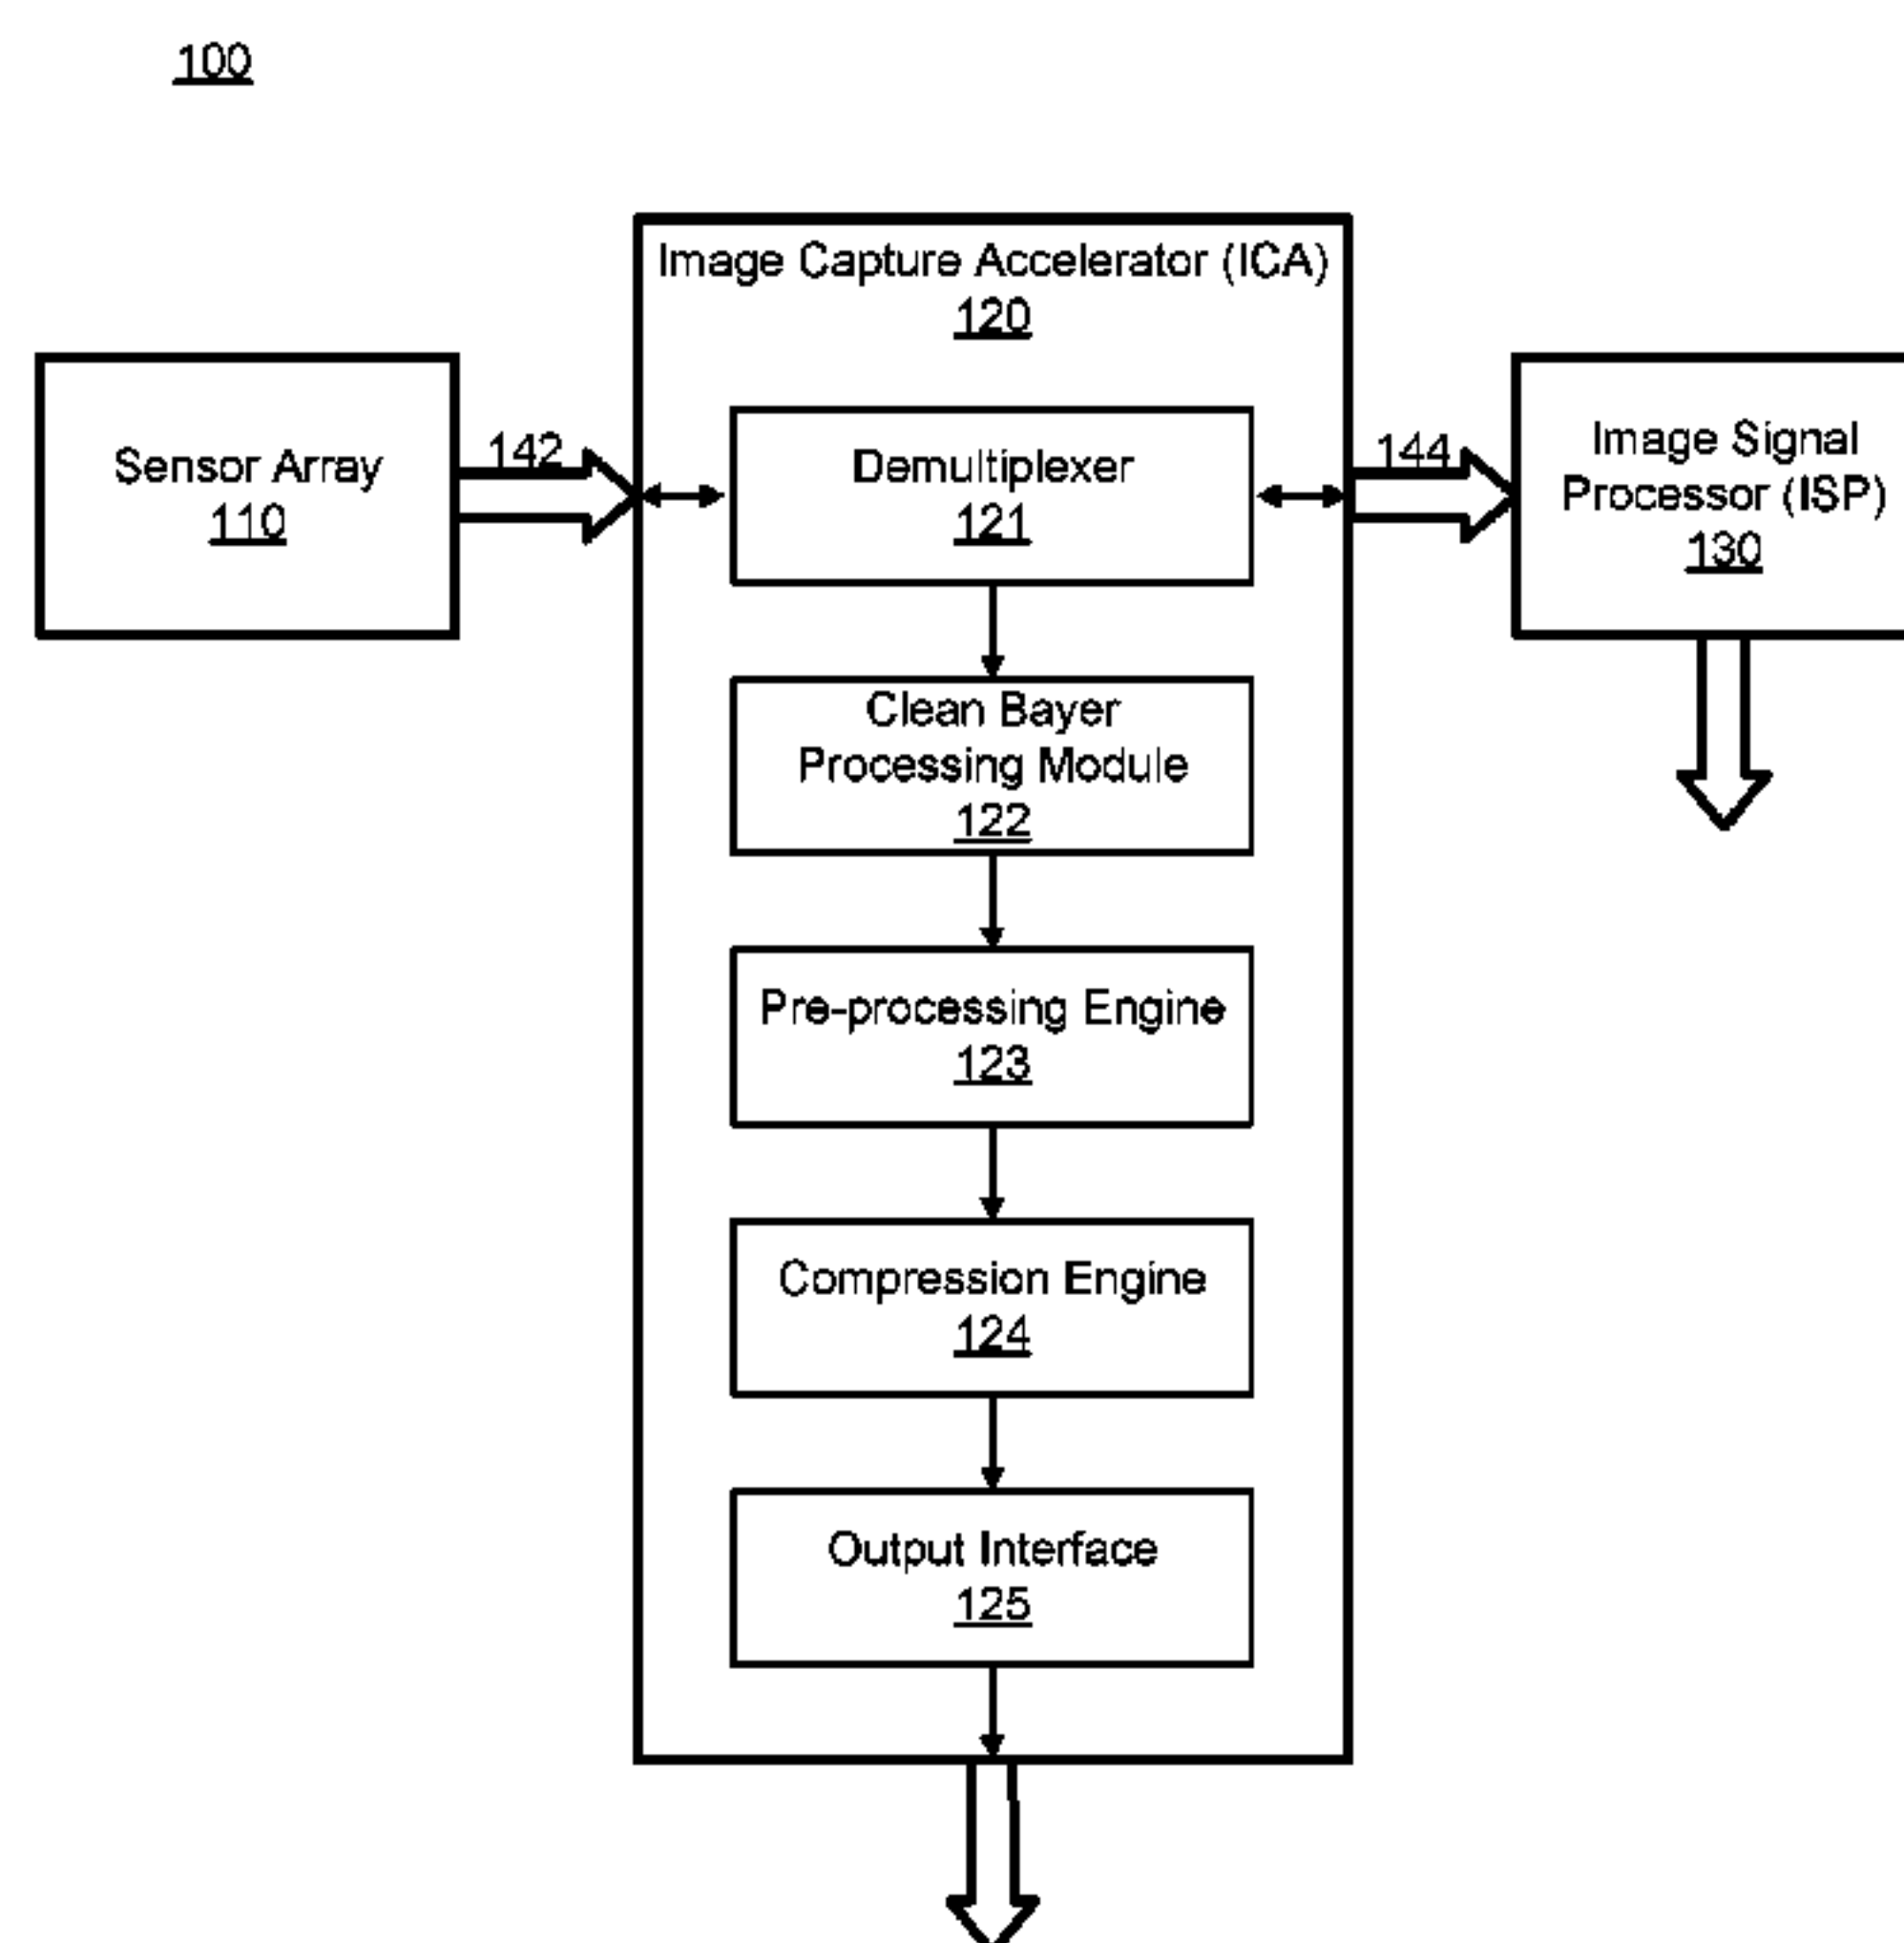 100
Image Capture Accelerator (ICA)
120
Sensor Array
110
142
Demultiplexer
121
144
Image Signal
Processor (ISP)
130
Clean Bayer
Processing Module
122
Pre-processing Engine
123
Compression Engine
124
Output Interface
125